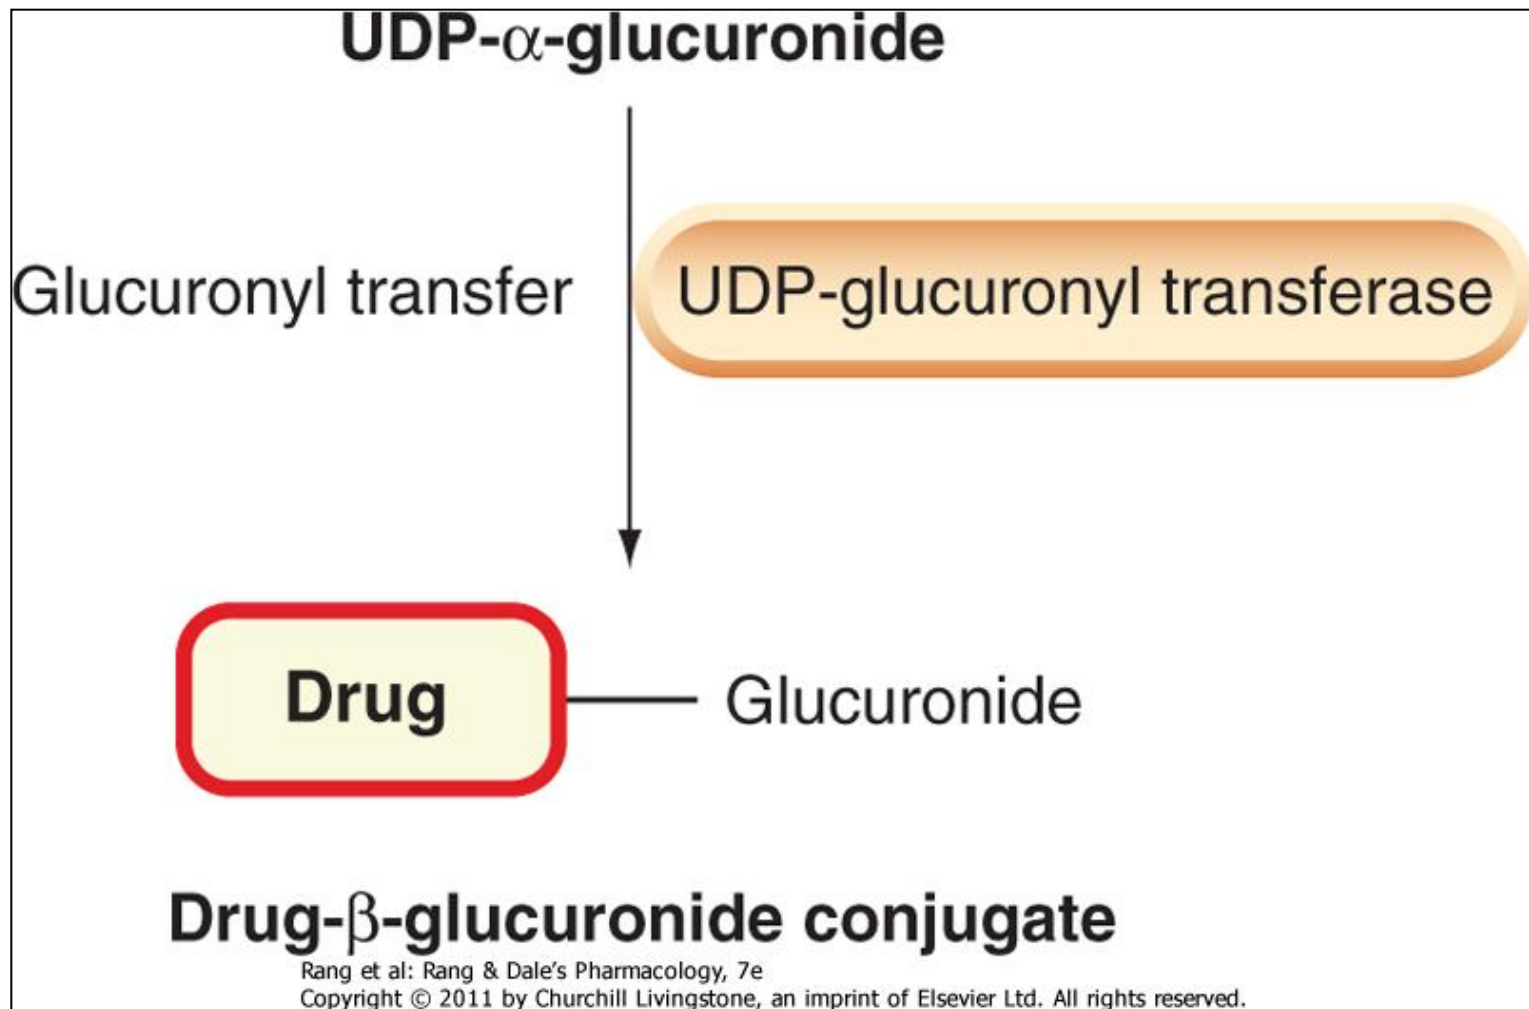 UDP-α-glucuronide
Glucuronyl transfer
UDP-glucuronyl transferase
Drug
Glucuronide
Drug-β-glucuronide conjugate
Rang et al: Rang & Dale's Pharmacology, 7e
Copyright © 2011 by Churchill Livingstone, an imprint of Elsevier Ltd. All rights reserved.